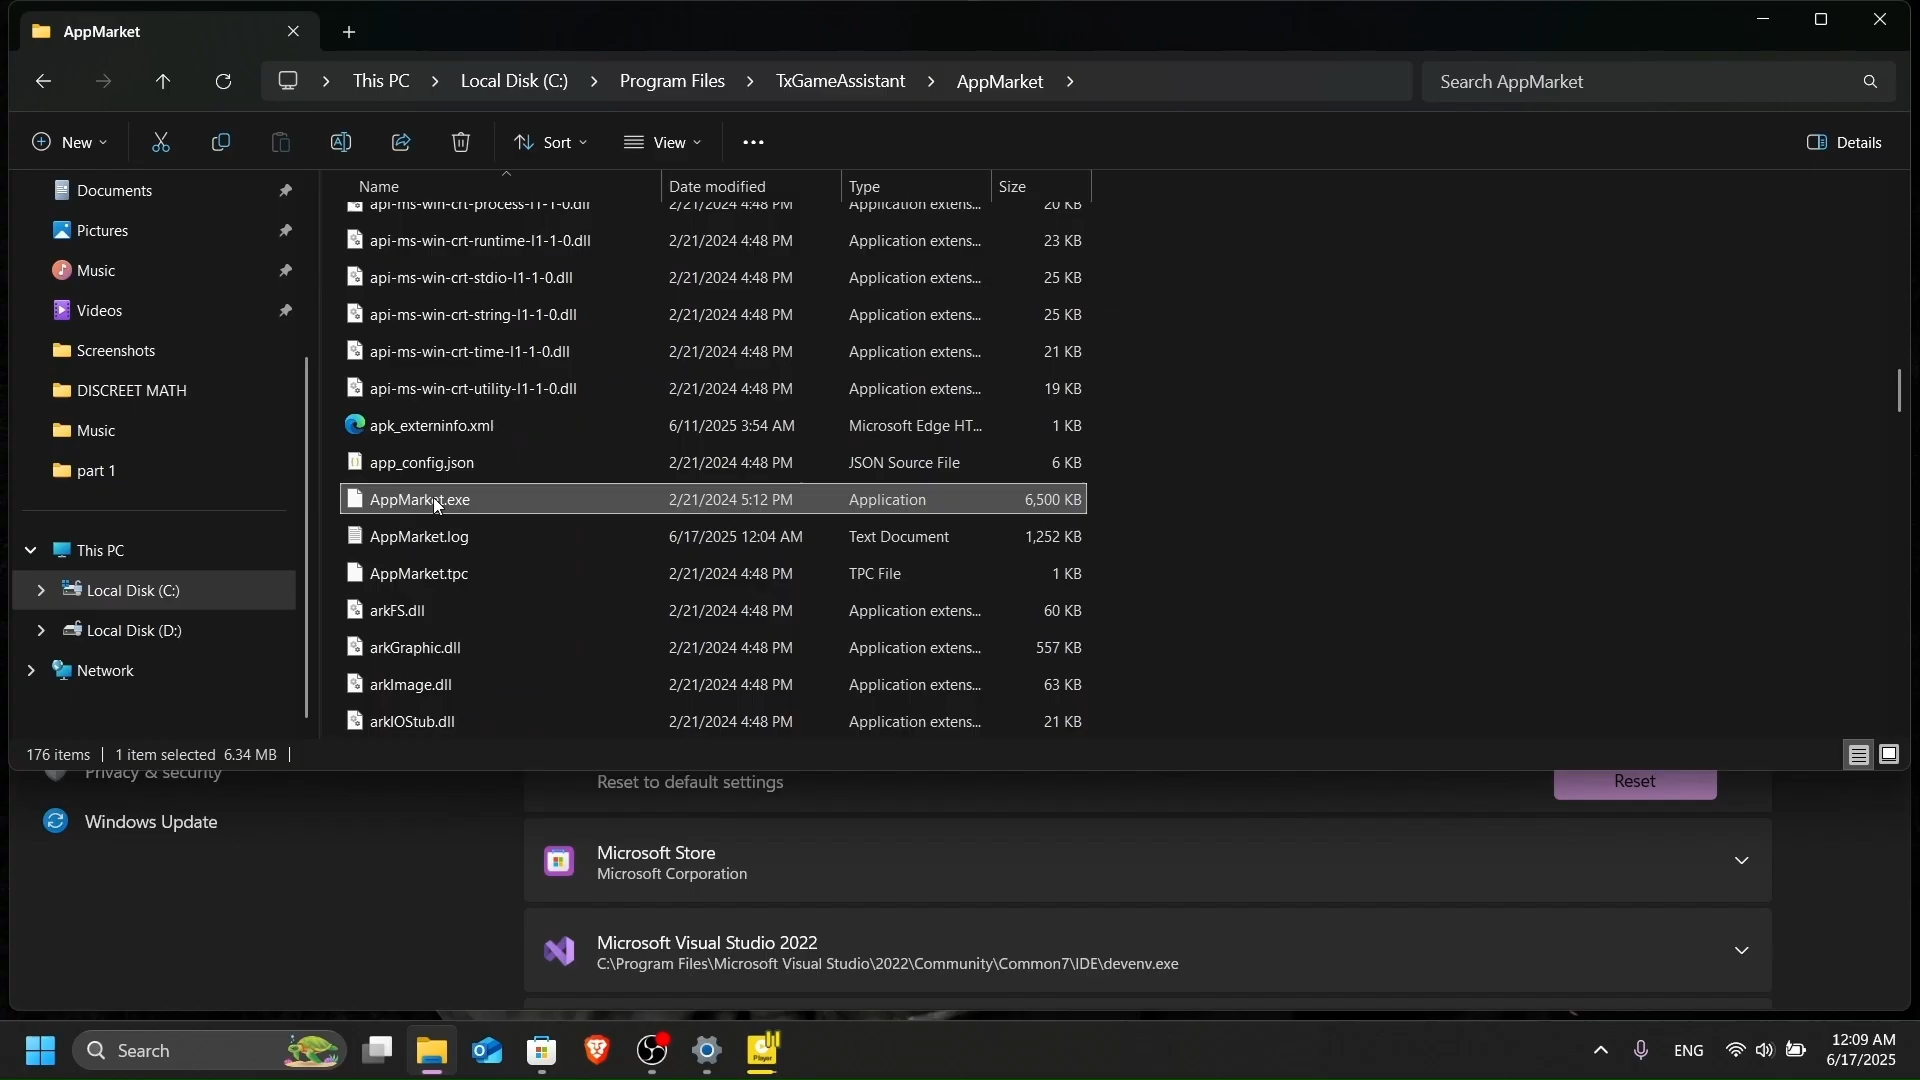 AppMarket
This PC
Local Disk (C:)
Program Files
TxGameAssistant
AppMarket
Search AppMarket
New
Sort
View
Details
Documents
Pictures
Music
Videos
Screenshots
DISCREET MATH
Music
part 1
This PC
Local Disk (C:)
Local Disk (D:)
Network
Name Date modified Type Size
api-ms-win-crt-process-l1-1-0.dll 2/21/2024 4:48 PM Application extens... 20 KB
api-ms-win-crt-runtime-l1-1-0.dll 2/21/2024 4:48 PM Application extens... 23 KB
api-ms-win-crt-stdio-l1-1-0.dll 2/21/2024 4:48 PM Application extens... 25 KB
api-ms-win-crt-string-l1-1-0.dll 2/21/2024 4:48 PM Application extens... 25 KB
api-ms-win-crt-time-l1-1-0.dll 2/21/2024 4:48 PM Application extens... 21 KB
api-ms-win-crt-utility-l1-1-0.dll 2/21/2024 4:48 PM Application extens... 19 KB
apk_externinfo.xml 6/11/2025 3:54 AM Microsoft Edge HT... 1 KB
app_config.json 2/21/2024 4:48 PM JSON Source File 6 KB
AppMarket.exe 2/21/2024 5:12 PM Application 6,500 KB
AppMarket.log 6/17/2025 12:04 AM Text Document 1,252 KB
AppMarket.tpc 2/21/2024 4:48 PM TPC File 1 KB
arkFS.dll 2/21/2024 4:48 PM Application extens... 60 KB
arkGraphic.dll 2/21/2024 4:48 PM Application extens... 557 KB
arkImage.dll 2/21/2024 4:48 PM Application extens... 63 KB
arkIOStub.dll 2/21/2024 4:48 PM Application extens... 21 KB
176 items 1 item selected 6.34 MB
Privacy & security
Windows Update
Reset to default settings
Reset
Microsoft Store
Microsoft Corporation
Microsoft Visual Studio 2022
C:\Program Files\Microsoft Visual Studio\2022\Community\Common7\IDE\devenv.exe
Search
Player
ENG
12:09 AM
6/17/2025